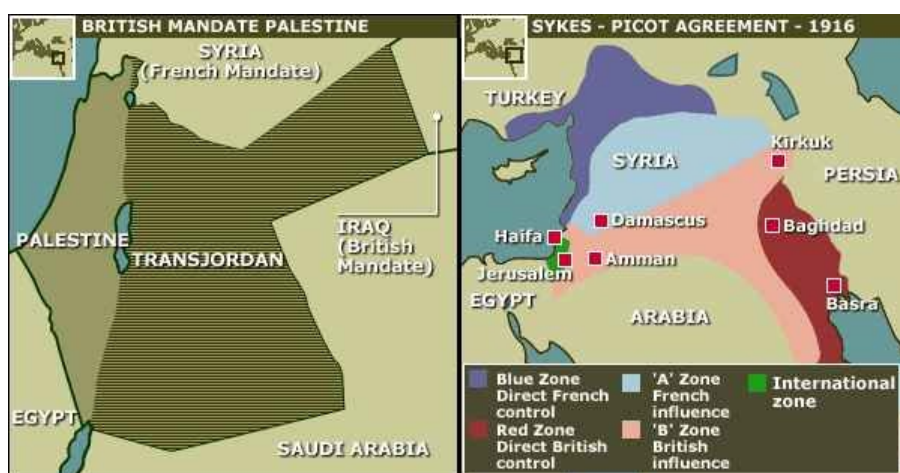 BRITISH MANDATE PALESTINE
SYRIA
(French Mandate)
PALESTINE
TRANSJORDAN
IRAQ
(British
Mandate)
EGYPT
SAUDI ARABIA
SYKES - PICOT AGREEMENT - 1916
TURKEY
Kirkuk
SYRIA
PERSIA
Damascus
Haifa
Baghdad
Jerusalem
Amman
EGYPT
Basra
ARABIA
Blue Zone
Direct French
control
Red Zone
Direct British
control
'A' Zone
French
influence
'B' Zone
British
influence
International
zone